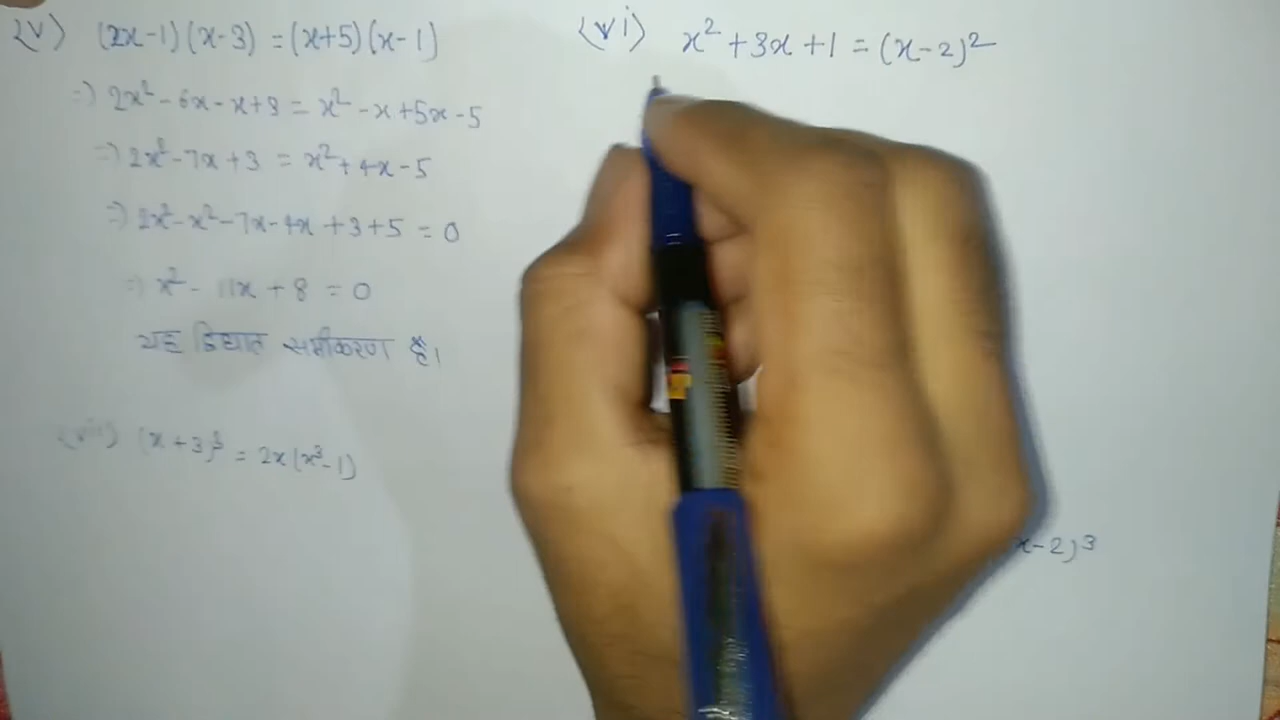 (v) (2x-1)(x-3) = (x+5)(x-1)
⇒ 2x² - 6x - x + 3 = x² - x + 5x - 5
⇒ 2x² - 7x + 3 = x² + 4x - 5
⇒ 2x² - x² - 7x - 4x + 3 + 5 = 0
⇒ x² - 11x + 8 = 0
यह द्विघात समीकरण है।
(vii) (x+3)³ = 2x(x³-1)
(vi) x² + 3x + 1 = (x-2)²
x-2)³